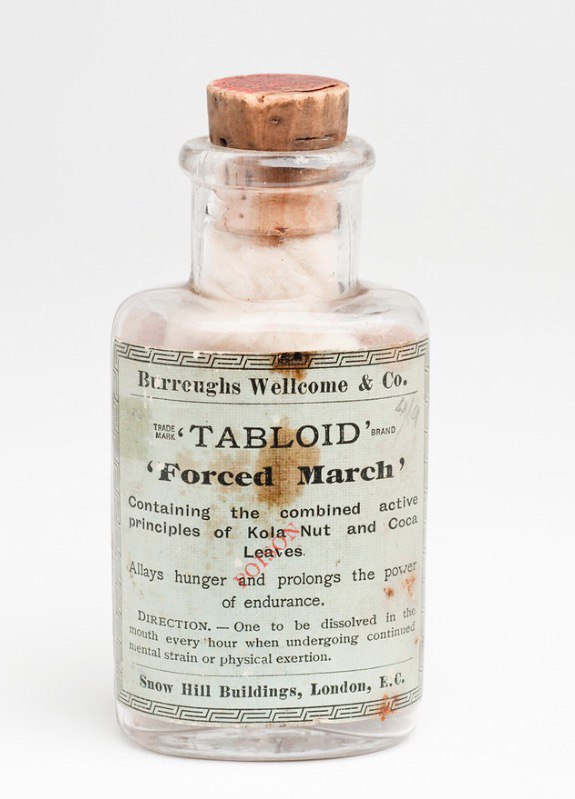 Burroughs Wellcome & Co.
TRADE MARK 'TABLOID' BRAND
'Forced March'
Containing the combined active
principles of Kola Nut and Coca
Leaves.
POISON
Allays hunger and prolongs the power
of endurance.
DIRECTION. — One to be dissolved in the
mouth every hour when undergoing continued
mental strain or physical exertion.
Snow Hill Buildings, London, E.C.